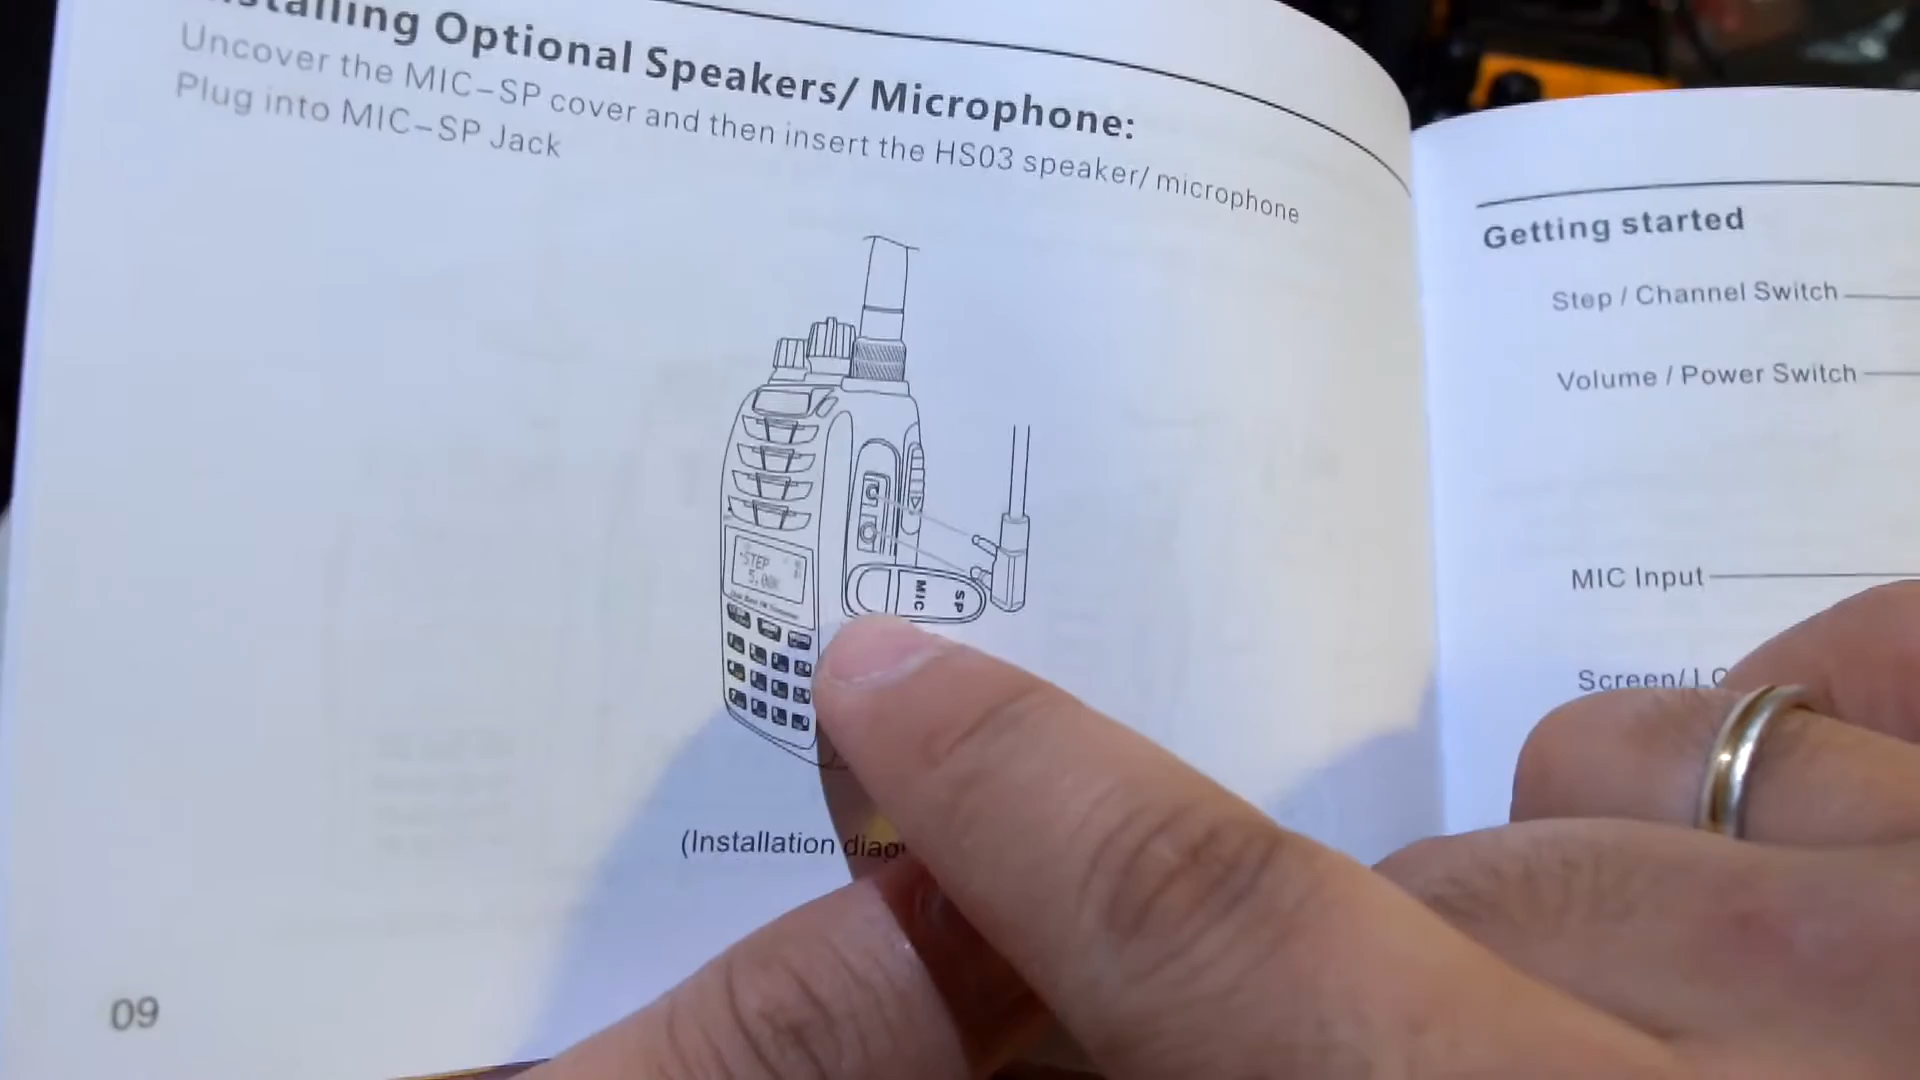 Optional Speakers/ Microphone:
Uncover the MIC–SP cover and then insert the HS03 speaker/ microphone
Plug into MIC–SP Jack
STEP
5.00K
MIC
SP
(Installation
09
Getting started
Step / Channel Switch
Volume / Power Switch
MIC Input
Screen/